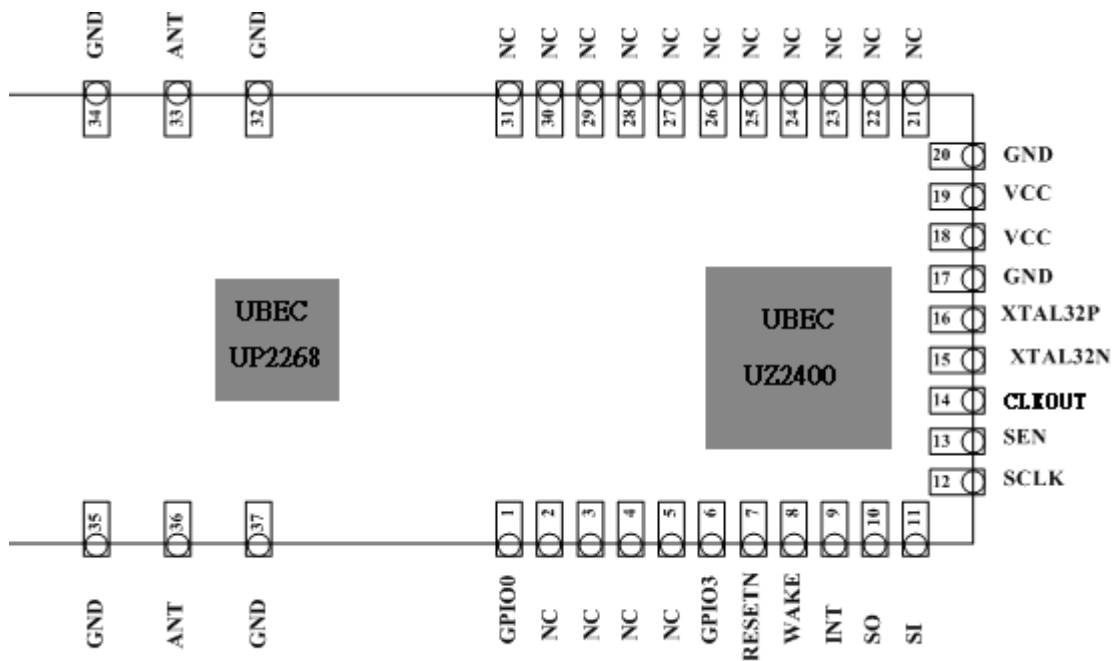 GND ANT GND NC NC NC NC NC NC NC NC NC NC NC
34 33 32 31 30 29 28 27 26 25 24 23 22 21
20 GND
19 VCC
18 VCC
17 GND
16 XTAL32P
15 XTAL32N
14 CLKOUT
13 SEN
12 SCLK
UBEC
UP2268
UBEC
UZ2400
35 36 37 1 2 3 4 5 6 7 8 9 10 11
GND ANT GND GPIO0 NC NC NC NC GPIO3 RESETN WAKE INT SO SI